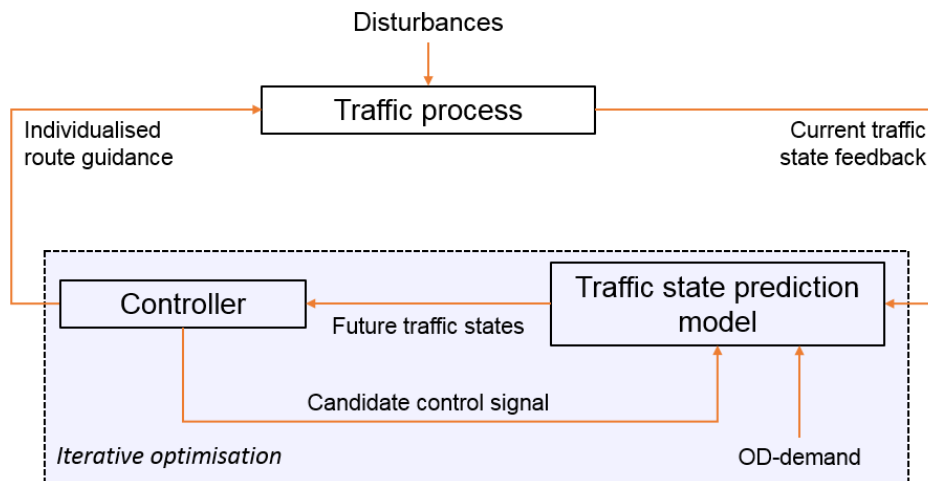 Disturbances
Traffic process
Individualised
route guidance
Current traffic
state feedback
Controller
Traffic state prediction
model
Future traffic states
Candidate control signal
Iterative optimisation
OD-demand